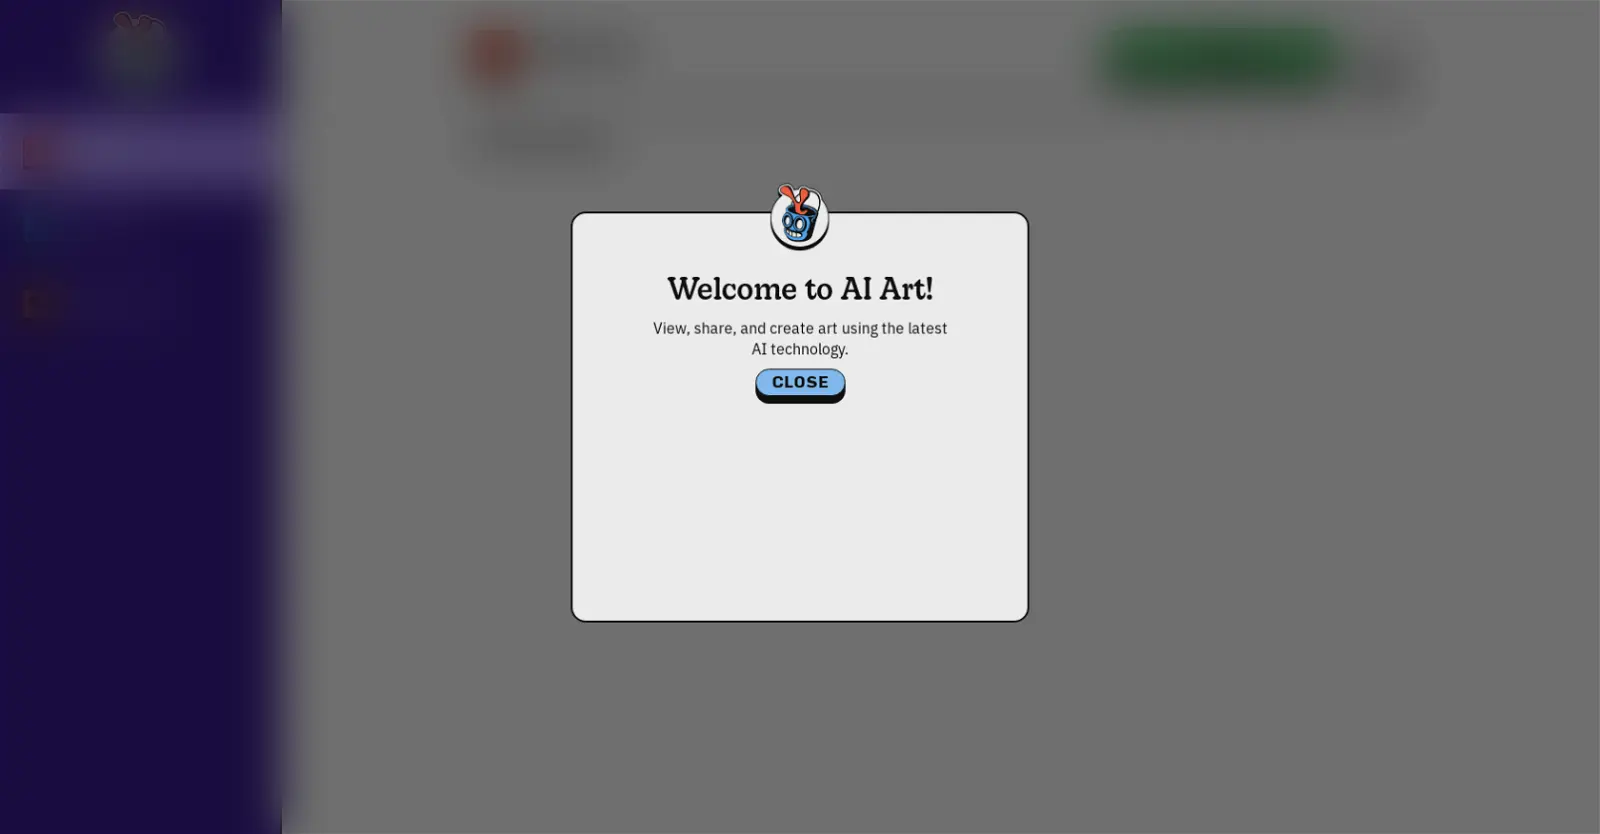 Welcome to AI Art!
View, share, and create art using the latest
AI technology.
CLOSE